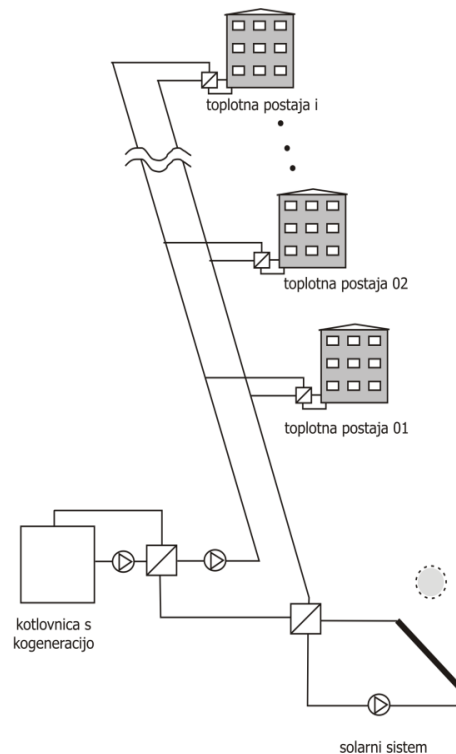 toplotna postaja i
toplotna postaja 02
toplotna postaja 01
kotlovnica s
kogeneracijo
solarni sistem